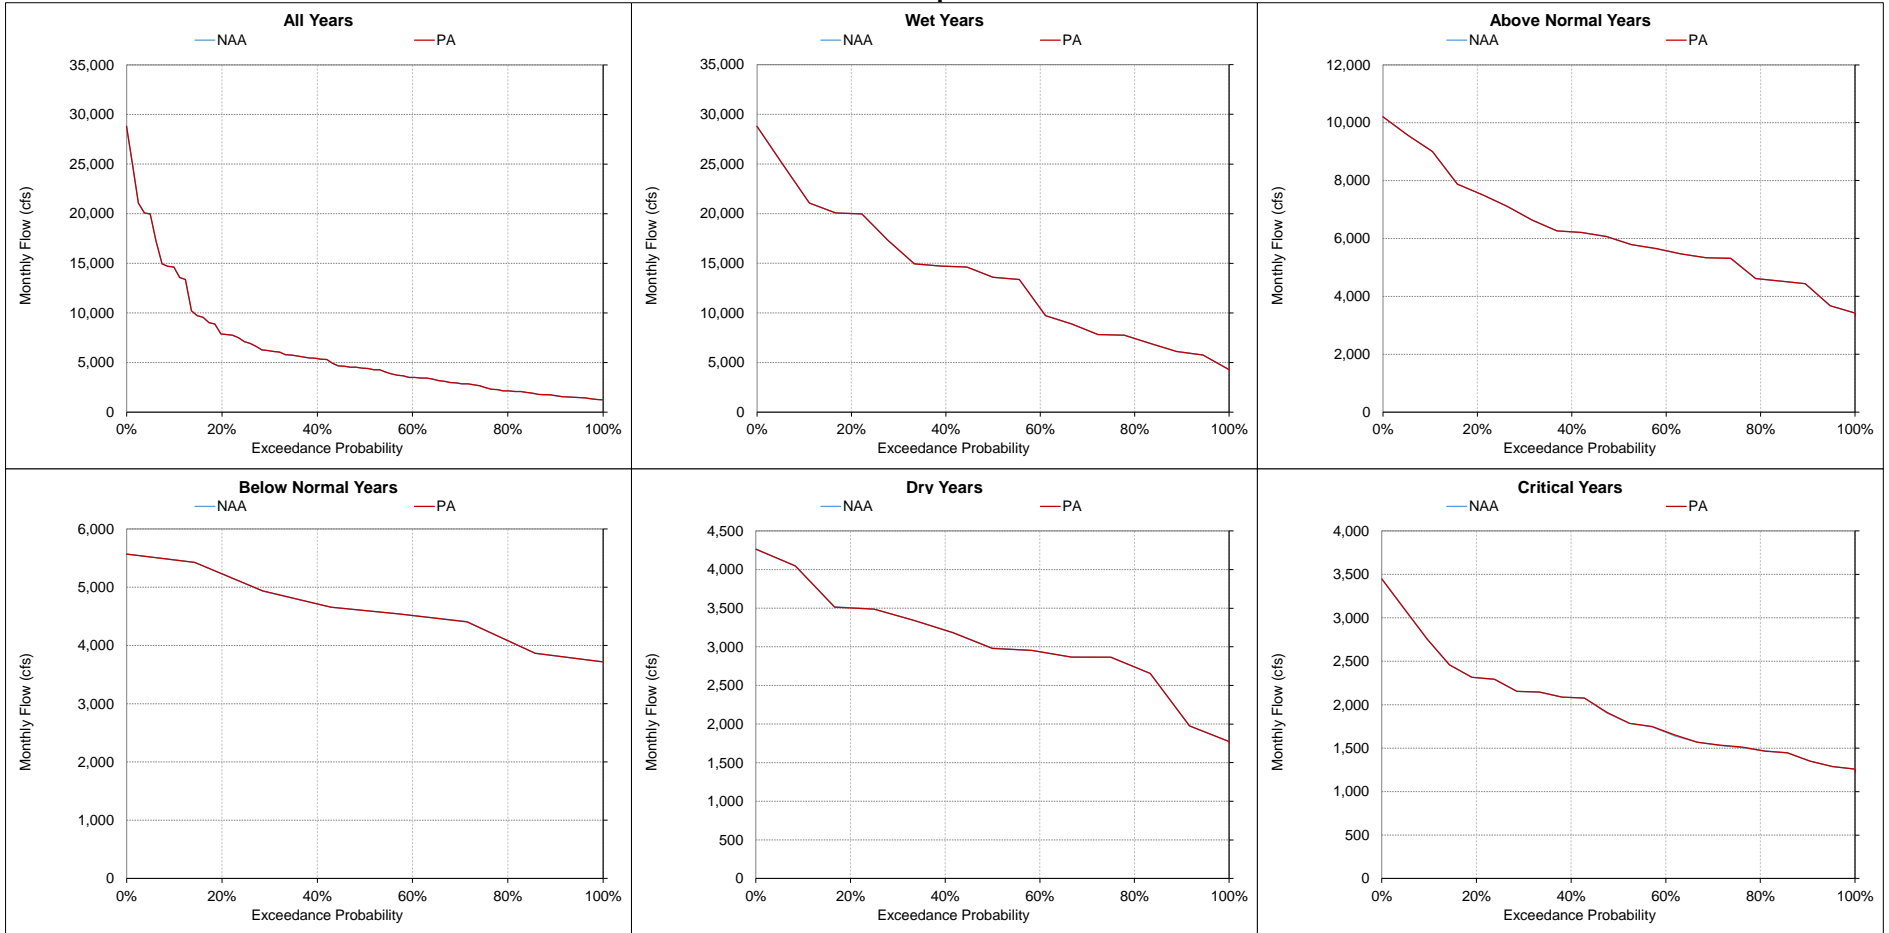 All Years
NAA PA
35,000
30,000
25,000
20,000
15,000
10,000
5,000
0
Monthly Flow (cfs)
0% 20% 40% 60% 80% 100%
Exceedance Probability
Wet Years
NAA PA
35,000
30,000
25,000
20,000
15,000
10,000
5,000
0
Monthly Flow (cfs)
0% 20% 40% 60% 80% 100%
Exceedance Probability
Above Normal Years
NAA PA
12,000
10,000
8,000
6,000
4,000
2,000
0
Monthly Flow (cfs)
0% 20% 40% 60% 80% 100%
Exceedance Probability
Below Normal Years
NAA PA
6,000
5,000
4,000
3,000
2,000
1,000
0
Monthly Flow (cfs)
0% 20% 40% 60% 80% 100%
Exceedance Probability
Dry Years
NAA PA
4,500
4,000
3,500
3,000
2,500
2,000
1,500
1,000
500
0
Monthly Flow (cfs)
0% 20% 40% 60% 80% 100%
Exceedance Probability
Critical Years
NAA PA
4,000
3,500
3,000
2,500
2,000
1,500
1,000
500
0
Monthly Flow (cfs)
0% 20% 40% 60% 80% 100%
Exceedance Probability